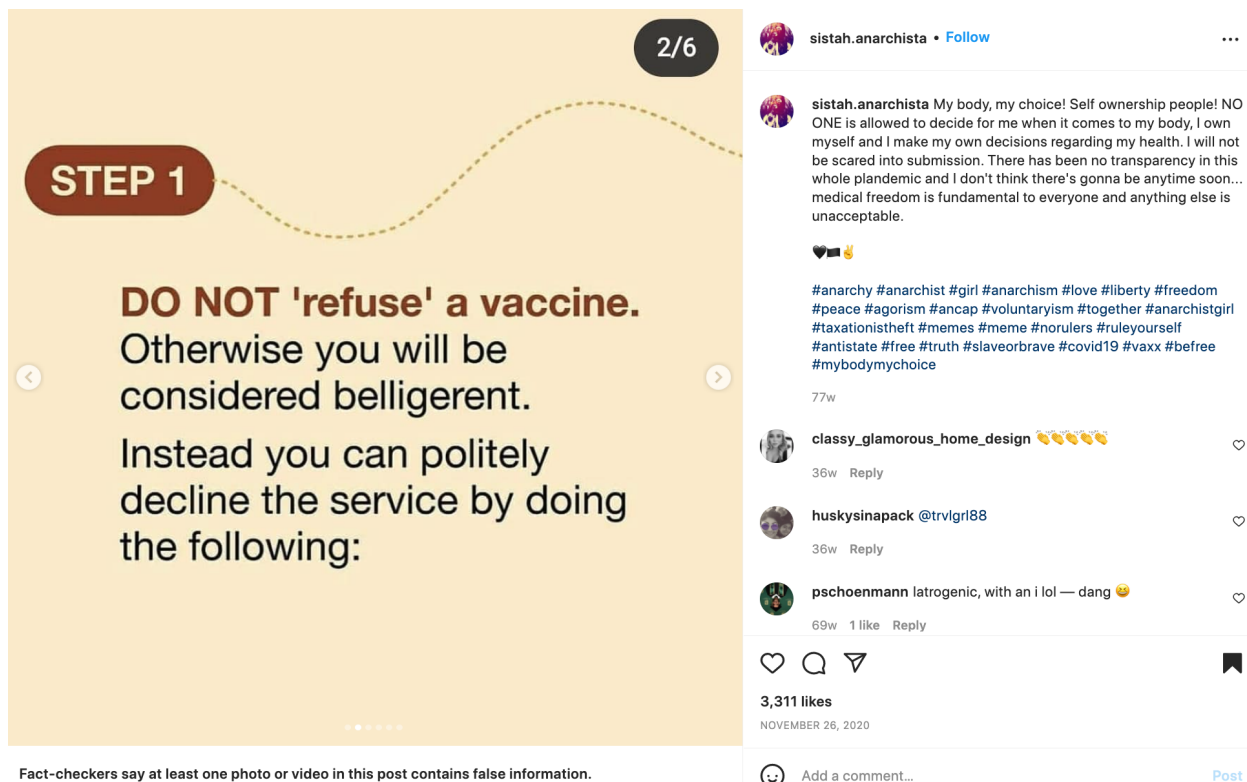 2/6
STEP 1
DO NOT 'refuse' a vaccine.
Otherwise you will be
considered belligerent.
Instead you can politely
decline the service by doing
the following:
Fact-checkers say at least one photo or video in this post contains false information.
sistah.anarchista • Follow
sistah.anarchista My body, my choice! Self ownership people! NO
ONE is allowed to decide for me when it comes to my body, I own
myself and I make my own decisions regarding my health. I will not
be scared into submission. There has been no transparency in this
whole plandemic and I don't think there's gonna be anytime soon...
medical freedom is fundamental to everyone and anything else is
unacceptable.
🖤🏴✌️
#anarchy #anarchist #girl #anarchism #love #liberty #freedom
#peace #agorism #ancap #voluntaryism #together #anarchistgirl
#taxationistheft #memes #meme #norulers #ruleyourself
#antistate #free #truth #slaveorbrave #covid19 #vaxx #befree
#mybodymychoice
77w
classy_glamorous_home_design 👏👏👏👏👏
36w Reply
huskysinapack @trvlgrl88
36w Reply
pschoenmann Iatrogenic, with an i lol — dang 😆
69w 1 like Reply
3,311 likes
NOVEMBER 26, 2020
Add a comment...
Post